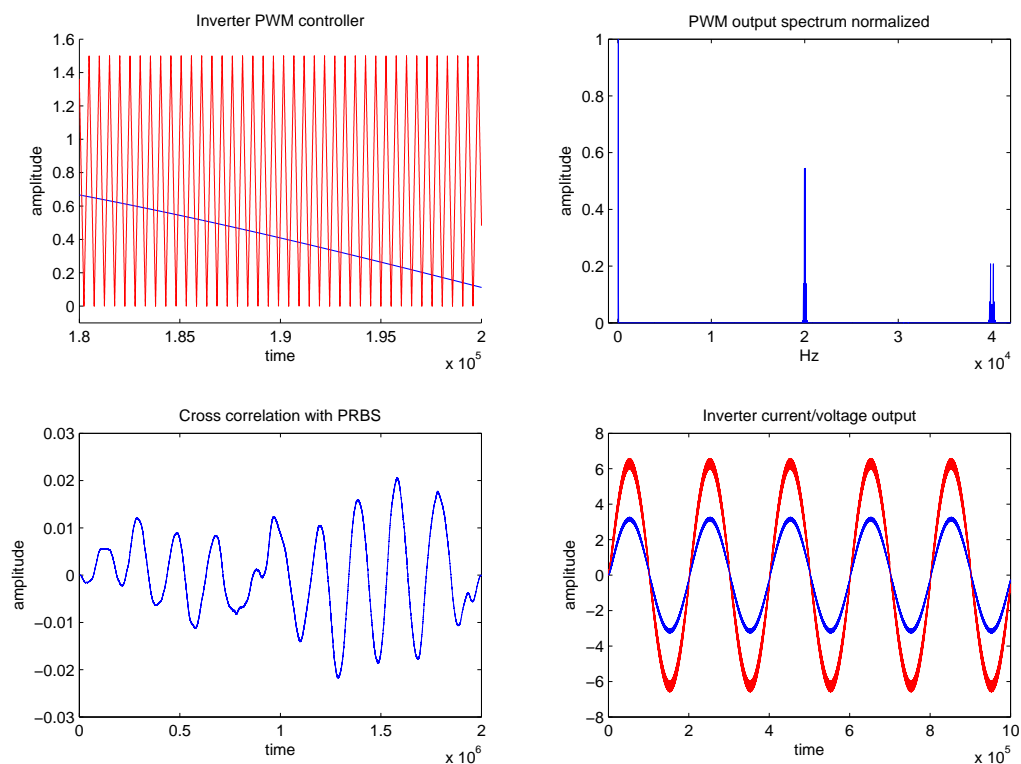 Inverter PWM controller
1.6
1.4
1.2
1
0.8
0.6
0.4
0.2
0
amplitude
1.8 1.85 1.9 1.95 2
time
x 10^5
PWM output spectrum normalized
1
0.8
0.6
0.4
0.2
0
amplitude
0 1 2 3 4
Hz
x 10^4
Cross correlation with PRBS
0.03
0.02
0.01
0
−0.01
−0.02
−0.03
amplitude
0 0.5 1 1.5 2
time
x 10^6
Inverter current/voltage output
8
6
4
2
0
−2
−4
−6
−8
amplitude
0 2 4 6 8 10
time
x 10^5